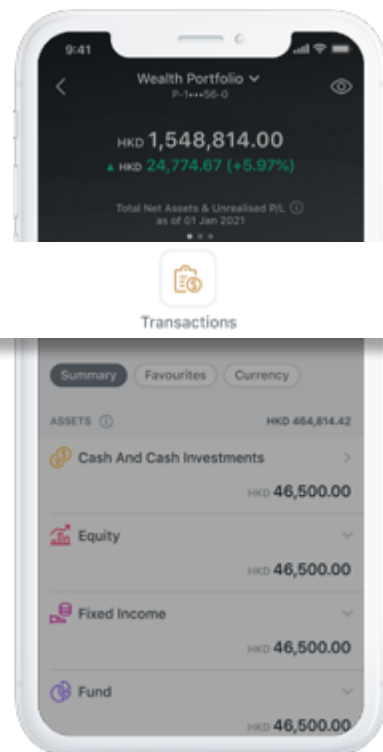 9:41
Wealth Portfolio
P-1•••56-0
HKD 1,548,814.00
▲ HKD 24,774.67 (+5.97%)
Total Net Assets & Unrealised P/L
as of 01 Jan 2021
Transactions
Summary Favourites Currency
ASSETS HKD 464,814.42
Cash And Cash Investments
HKD 46,500.00
Equity
HKD 46,500.00
Fixed Income
HKD 46,500.00
Fund
HKD 46,500.00